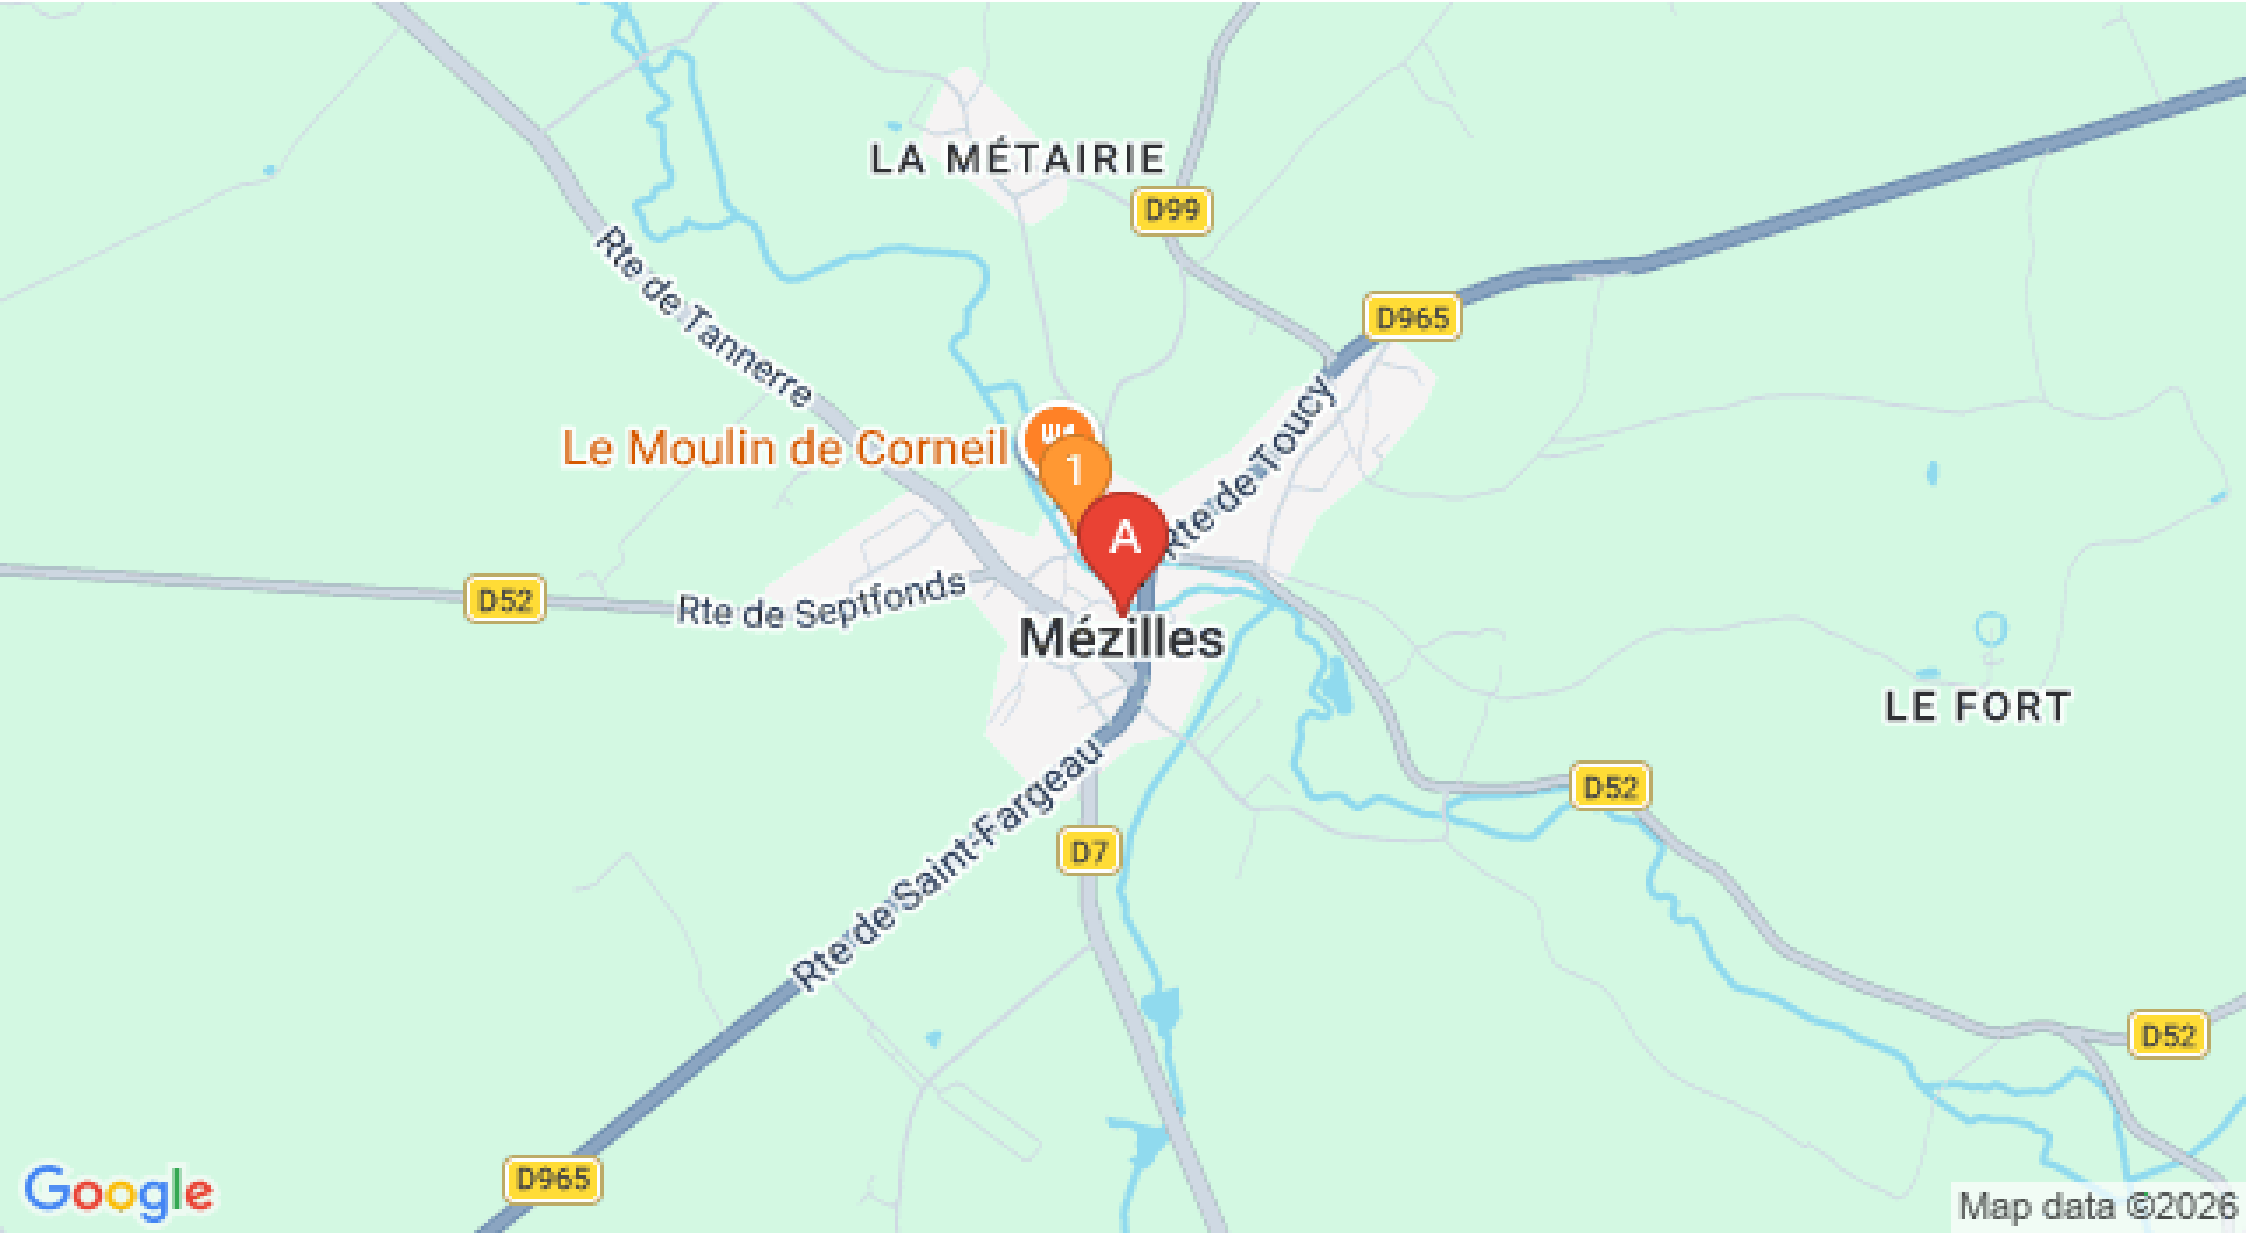 LA MÉTAIRIE
D99
D965
Rte de Tannerre
Rte de Toucy
Le Moulin de Corneil
1
A
D52
Rte de Septfonds
Mézilles
LE FORT
D52
D7
Rte de Saint-Fargeau
D52
D965
Google
Map data ©2026